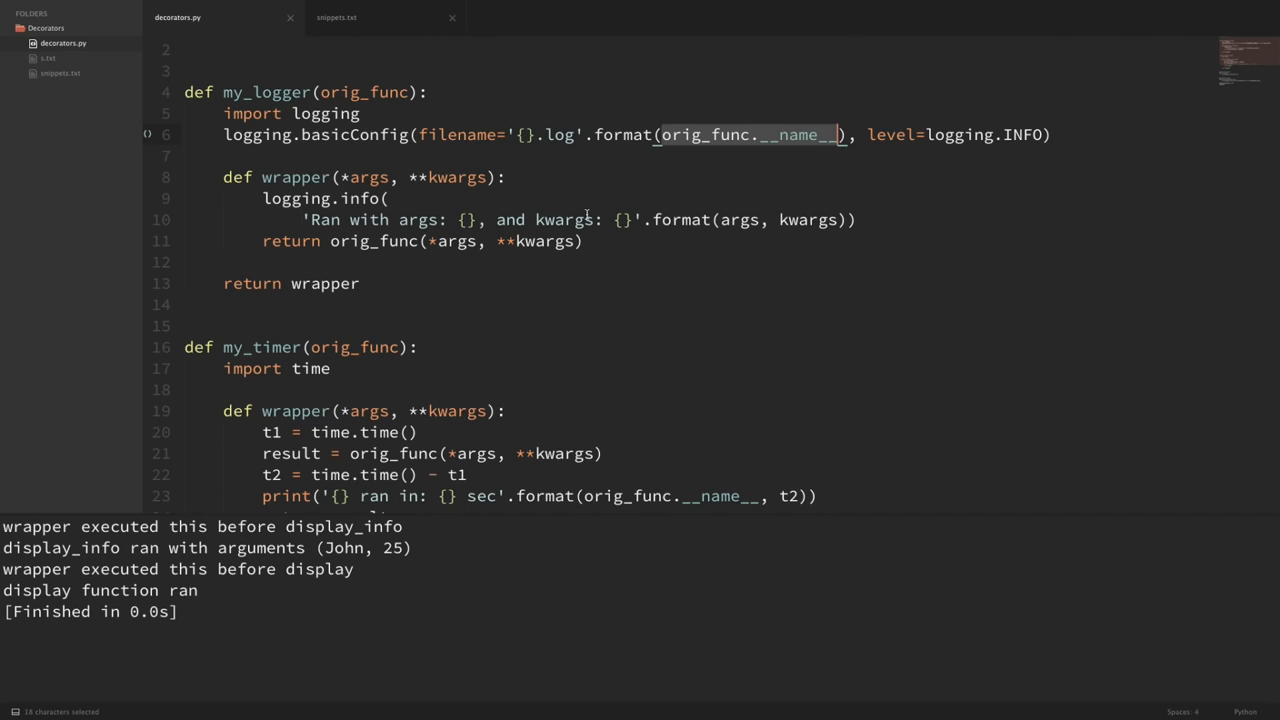 FOLDERS
Decorators
decorators.py
s.txt
snippets.txt
decorators.py
snippets.txt
2
3
4 def my_logger(orig_func):
5 import logging
6 logging.basicConfig(filename='{}.log'.format(orig_func.__name__), level=logging.INFO)
7
8 def wrapper(*args, **kwargs):
9 logging.info(
10 'Ran with args: {}, and kwargs: {}'.format(args, kwargs))
11 return orig_func(*args, **kwargs)
12
13 return wrapper
14
15
16 def my_timer(orig_func):
17 import time
18
19 def wrapper(*args, **kwargs):
20 t1 = time.time()
21 result = orig_func(*args, **kwargs)
22 t2 = time.time() - t1
23 print('{} ran in: {} sec'.format(orig_func.__name__, t2))
wrapper executed this before display_info
display_info ran with arguments (John, 25)
wrapper executed this before display
display function ran
[Finished in 0.0s]
18 characters selected
Spaces: 4
Python